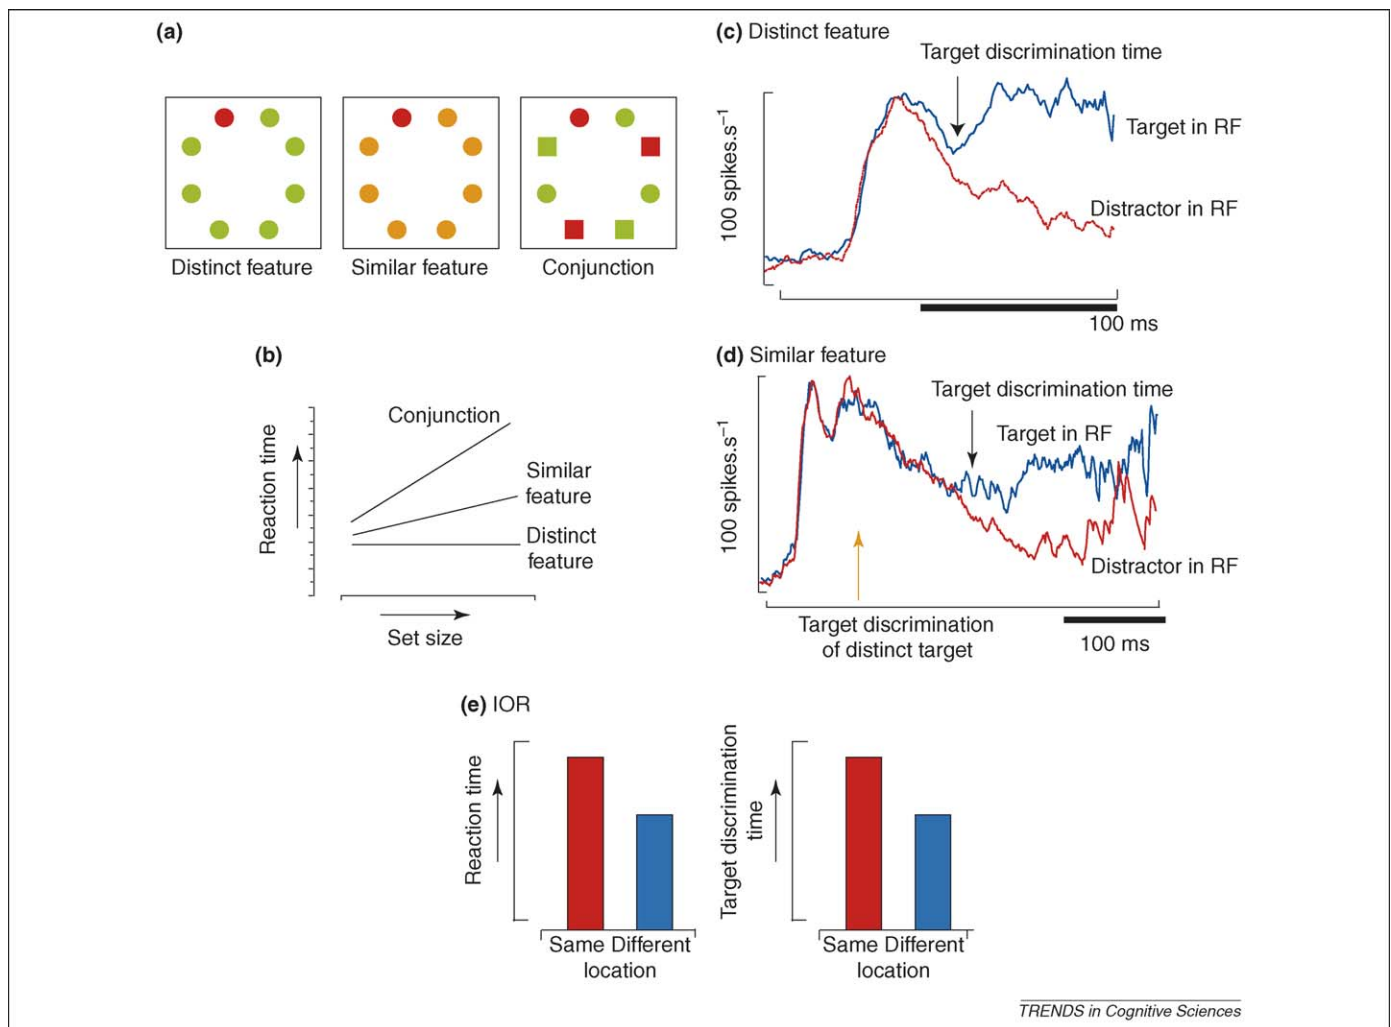 (a)
Distinct feature
Similar feature
Conjunction
(b)
Reaction time
Conjunction
Similar
feature
Distinct
feature
Set size
(c) Distinct feature
Target discrimination time
100 spikes.s⁻¹
Target in RF
Distractor in RF
100 ms
(d) Similar feature
Target discrimination time
100 spikes.s⁻¹
Target in RF
Distractor in RF
Target discrimination
of distinct target
100 ms
(e) IOR
Reaction time
Same Different
location
Target discrimination
time
Same Different
location
TRENDS in Cognitive Sciences